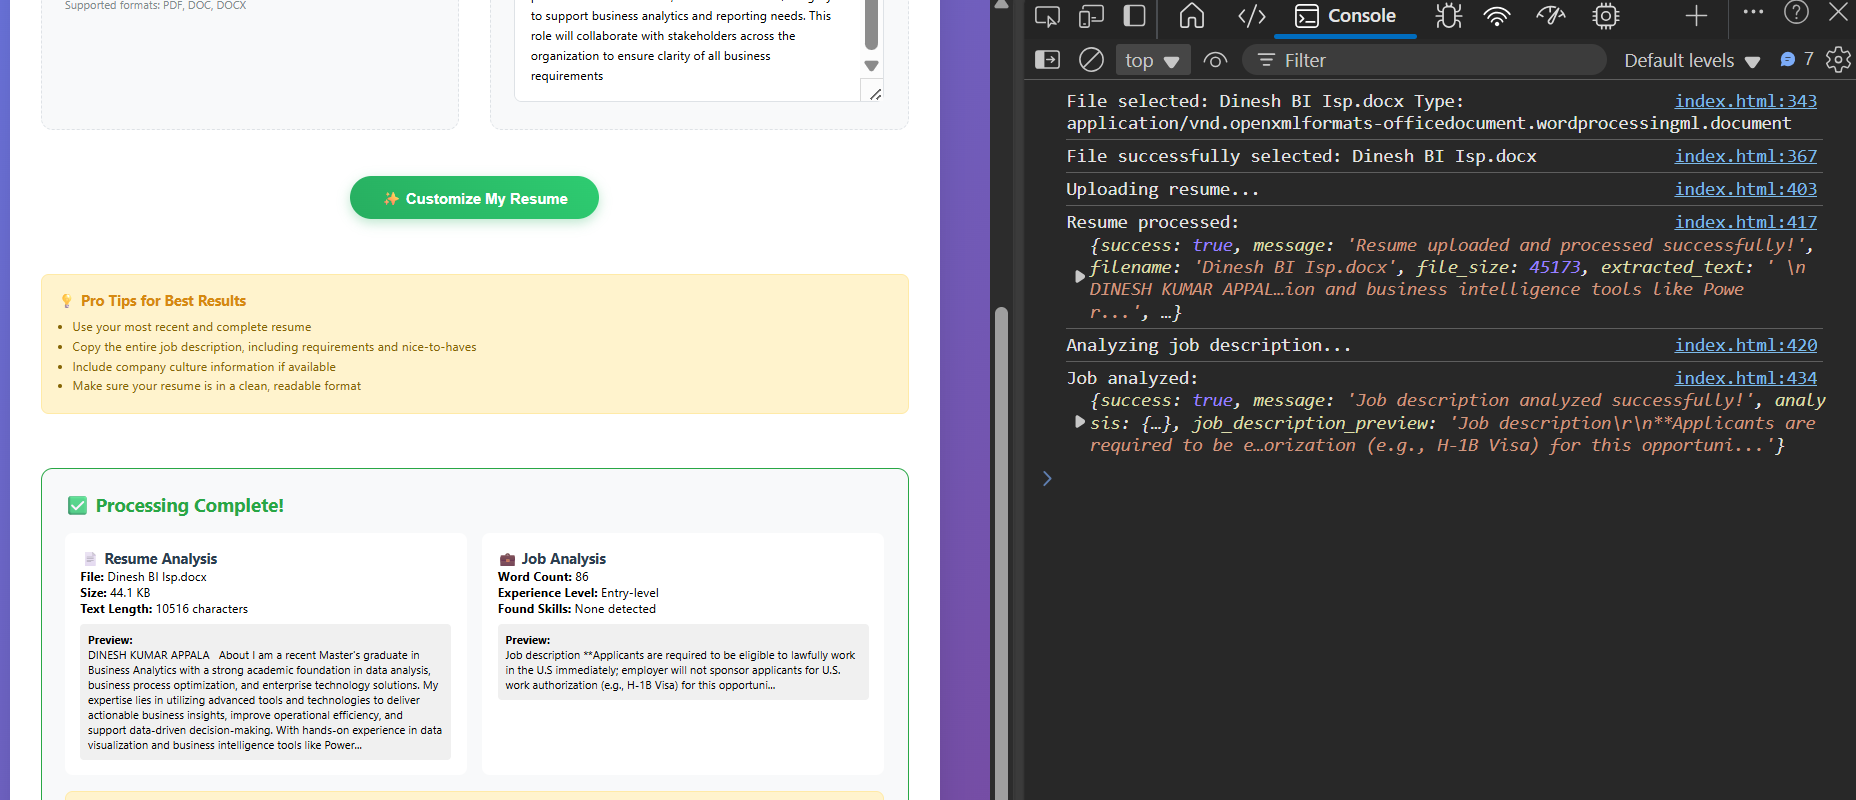 Supported formats: PDF, DOC, DOCX
to support business analytics and reporting needs. This
role will collaborate with stakeholders across the
organization to ensure clarity of all business
requirements
✨ Customize My Resume
💡 Pro Tips for Best Results
• Use your most recent and complete resume
• Copy the entire job description, including requirements and nice-to-haves
• Include company culture information if available
• Make sure your resume is in a clean, readable format
✅ Processing Complete!
📄 Resume Analysis
File: Dinesh BI Isp.docx
Size: 44.1 KB
Text Length: 10516 characters
Preview:
DINESH KUMAR APPALA   About I am a recent Master's graduate in
Business Analytics with a strong academic foundation in data analysis,
business process optimization, and enterprise technology solutions. My
expertise lies in utilizing advanced tools and technologies to deliver
actionable business insights, improve operational efficiency, and
support data-driven decision-making. With hands-on experience in data
visualization and business intelligence tools like Power...
💼 Job Analysis
Word Count: 86
Experience Level: Entry-level
Found Skills: None detected
Preview:
Job description **Applicants are required to be eligible to lawfully work
in the U.S immediately; employer will not sponsor applicants for U.S.
work authorization (e.g., H-1B Visa) for this opportuni...
Console
top
Filter
Default levels
7
File selected: Dinesh BI Isp.docx Type: index.html:343
application/vnd.openxmlformats-officedocument.wordprocessingml.document
File successfully selected: Dinesh BI Isp.docx index.html:367
Uploading resume... index.html:403
Resume processed: index.html:417
{success: true, message: 'Resume uploaded and processed successfully!',
filename: 'Dinesh BI Isp.docx', file_size: 45173, extracted_text: ' \n
DINESH KUMAR APPAL…ion and business intelligence tools like Powe
r...', …}
Analyzing job description... index.html:420
Job analyzed: index.html:434
{success: true, message: 'Job description analyzed successfully!', analy
sis: {…}, job_description_preview: 'Job description\r\n**Applicants are
required to be e…orization (e.g., H-1B Visa) for this opportuni...'}